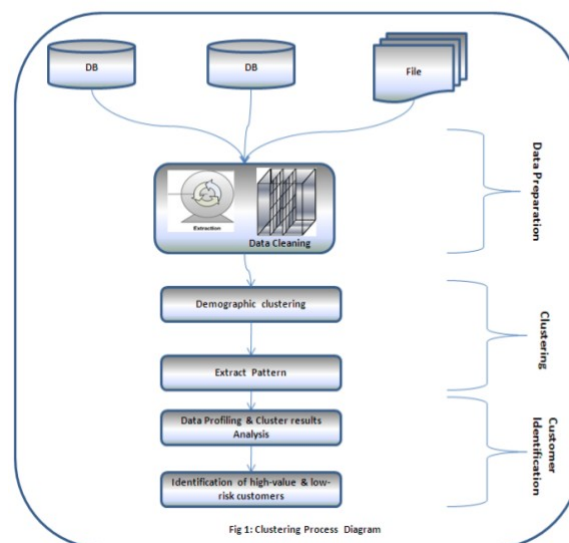 DB
DB
File
Extraction
Data Cleaning
Data Preparation
Demographic clustering
Extract Pattern
Clustering
Data Profiling & Cluster results
Analysis
Identification of high-value & low-
risk customers
Customer
Identification
Fig 1: Clustering Process Diagram